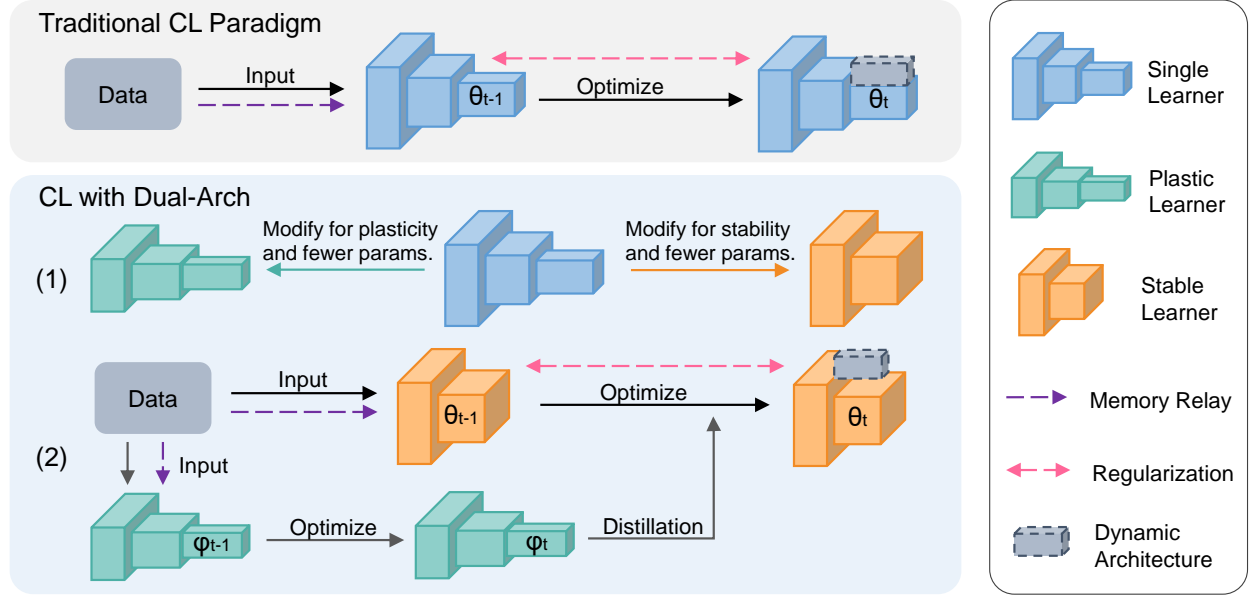 Traditional CL Paradigm
Data
Input
θt-1
Optimize
θt
CL with Dual-Arch
(1)
Modify for plasticity
and fewer params.
Modify for stability
and fewer params.
(2)
Data
Input
θt-1
Optimize
θt
Input
φt-1
Optimize
φt
Distillation
Single
Learner
Plastic
Learner
Stable
Learner
Memory Relay
Regularization
Dynamic
Architecture